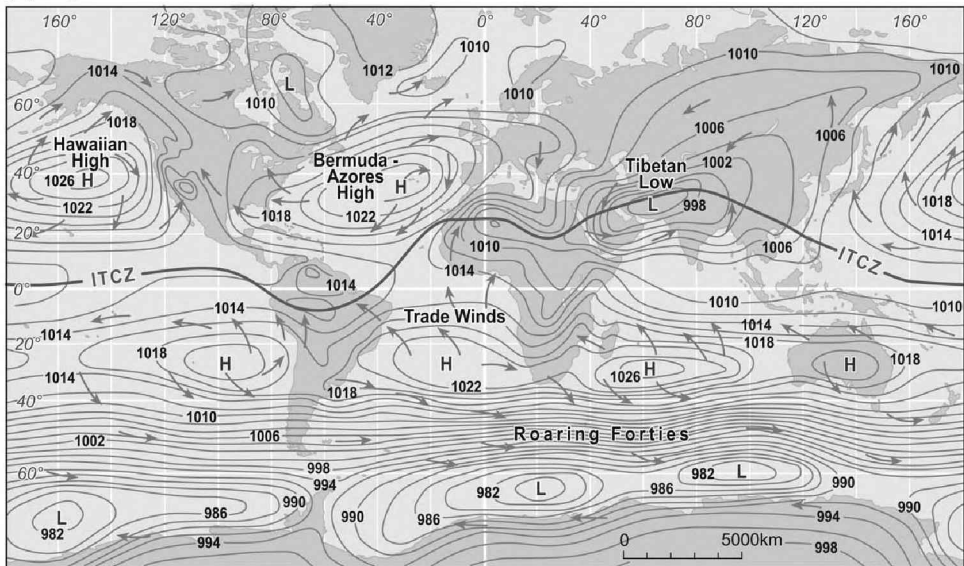 160° 120° 80° 40° 0° 40° 80° 120° 160°
1010
1012
1010
1010
1010
1010
1014
L
1010
60°
1018
1006
1006
Hawaiian
High
Bermuda -
Azores
High
Tibetan
Low
1002
40°
1026 H
H
L 998
1022
1018
1022
1018
20°
1010
1006
1014
ITCZ
1014
1014
ITCZ
0°
1010
1010
1014
1014
Trade Winds
1014
20°
1018
1018
1018
H
H
1026 H
H
1014
1018
1022
40°
1010
1002
1006
Roaring Forties
60°
998
994
982 L
982 L
990
990
986
990
986
986
990
L
982
994
994
998
0 5000km